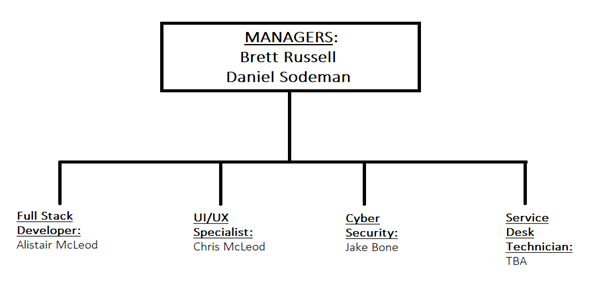 MANAGERS:
Brett Russell
Daniel Sodeman
Full Stack
Developer:
Alistair McLeod
UI/UX
Specialist:
Chris McLeod
Cyber
Security:
Jake Bone
Service
Desk
Technician:
TBA